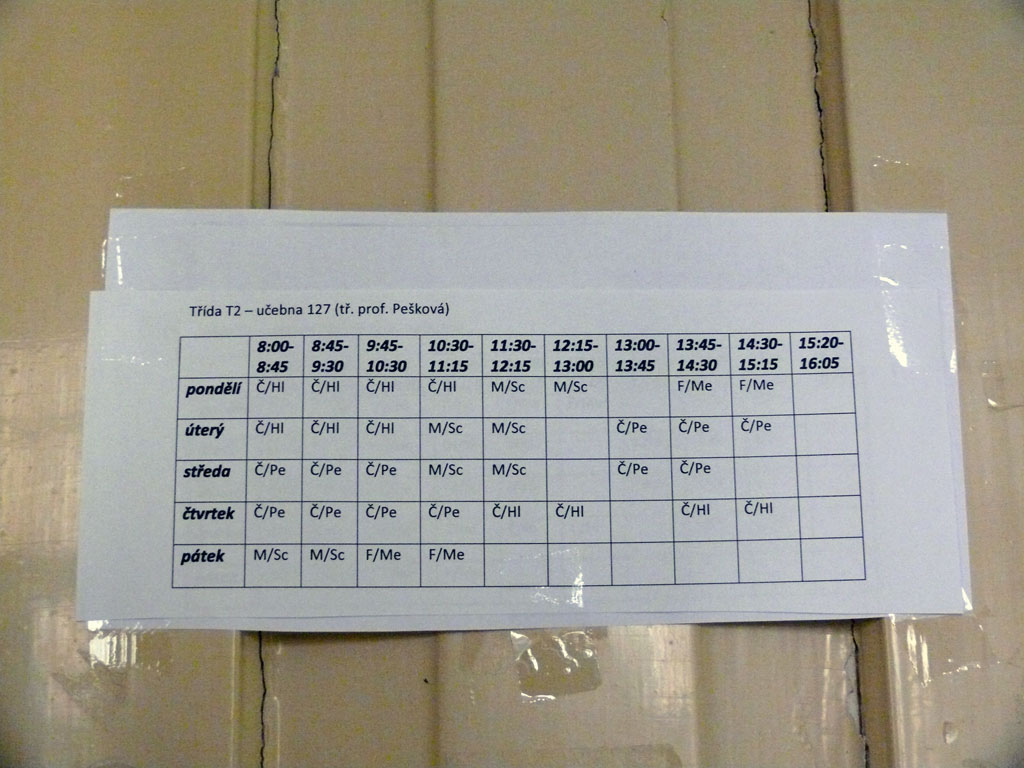 Třída T2 – učebna 127 (tř. prof. Pešková)
8:00-8:45 8:45-9:30 9:45-10:30 10:30-11:15 11:30-12:15 12:15-13:00 13:00-13:45 13:45-14:30 14:30-15:15 15:20-16:05
pondělí Č/Hl Č/Hl Č/Hl Č/Hl M/Sc M/Sc F/Me F/Me
úterý Č/Hl Č/Hl Č/Hl M/Sc M/Sc Č/Pe Č/Pe Č/Pe
středa Č/Pe Č/Pe Č/Pe M/Sc M/Sc Č/Pe Č/Pe
čtvrtek Č/Pe Č/Pe Č/Pe Č/Pe Č/Hl Č/Hl Č/Hl Č/Hl
pátek M/Sc M/Sc F/Me F/Me